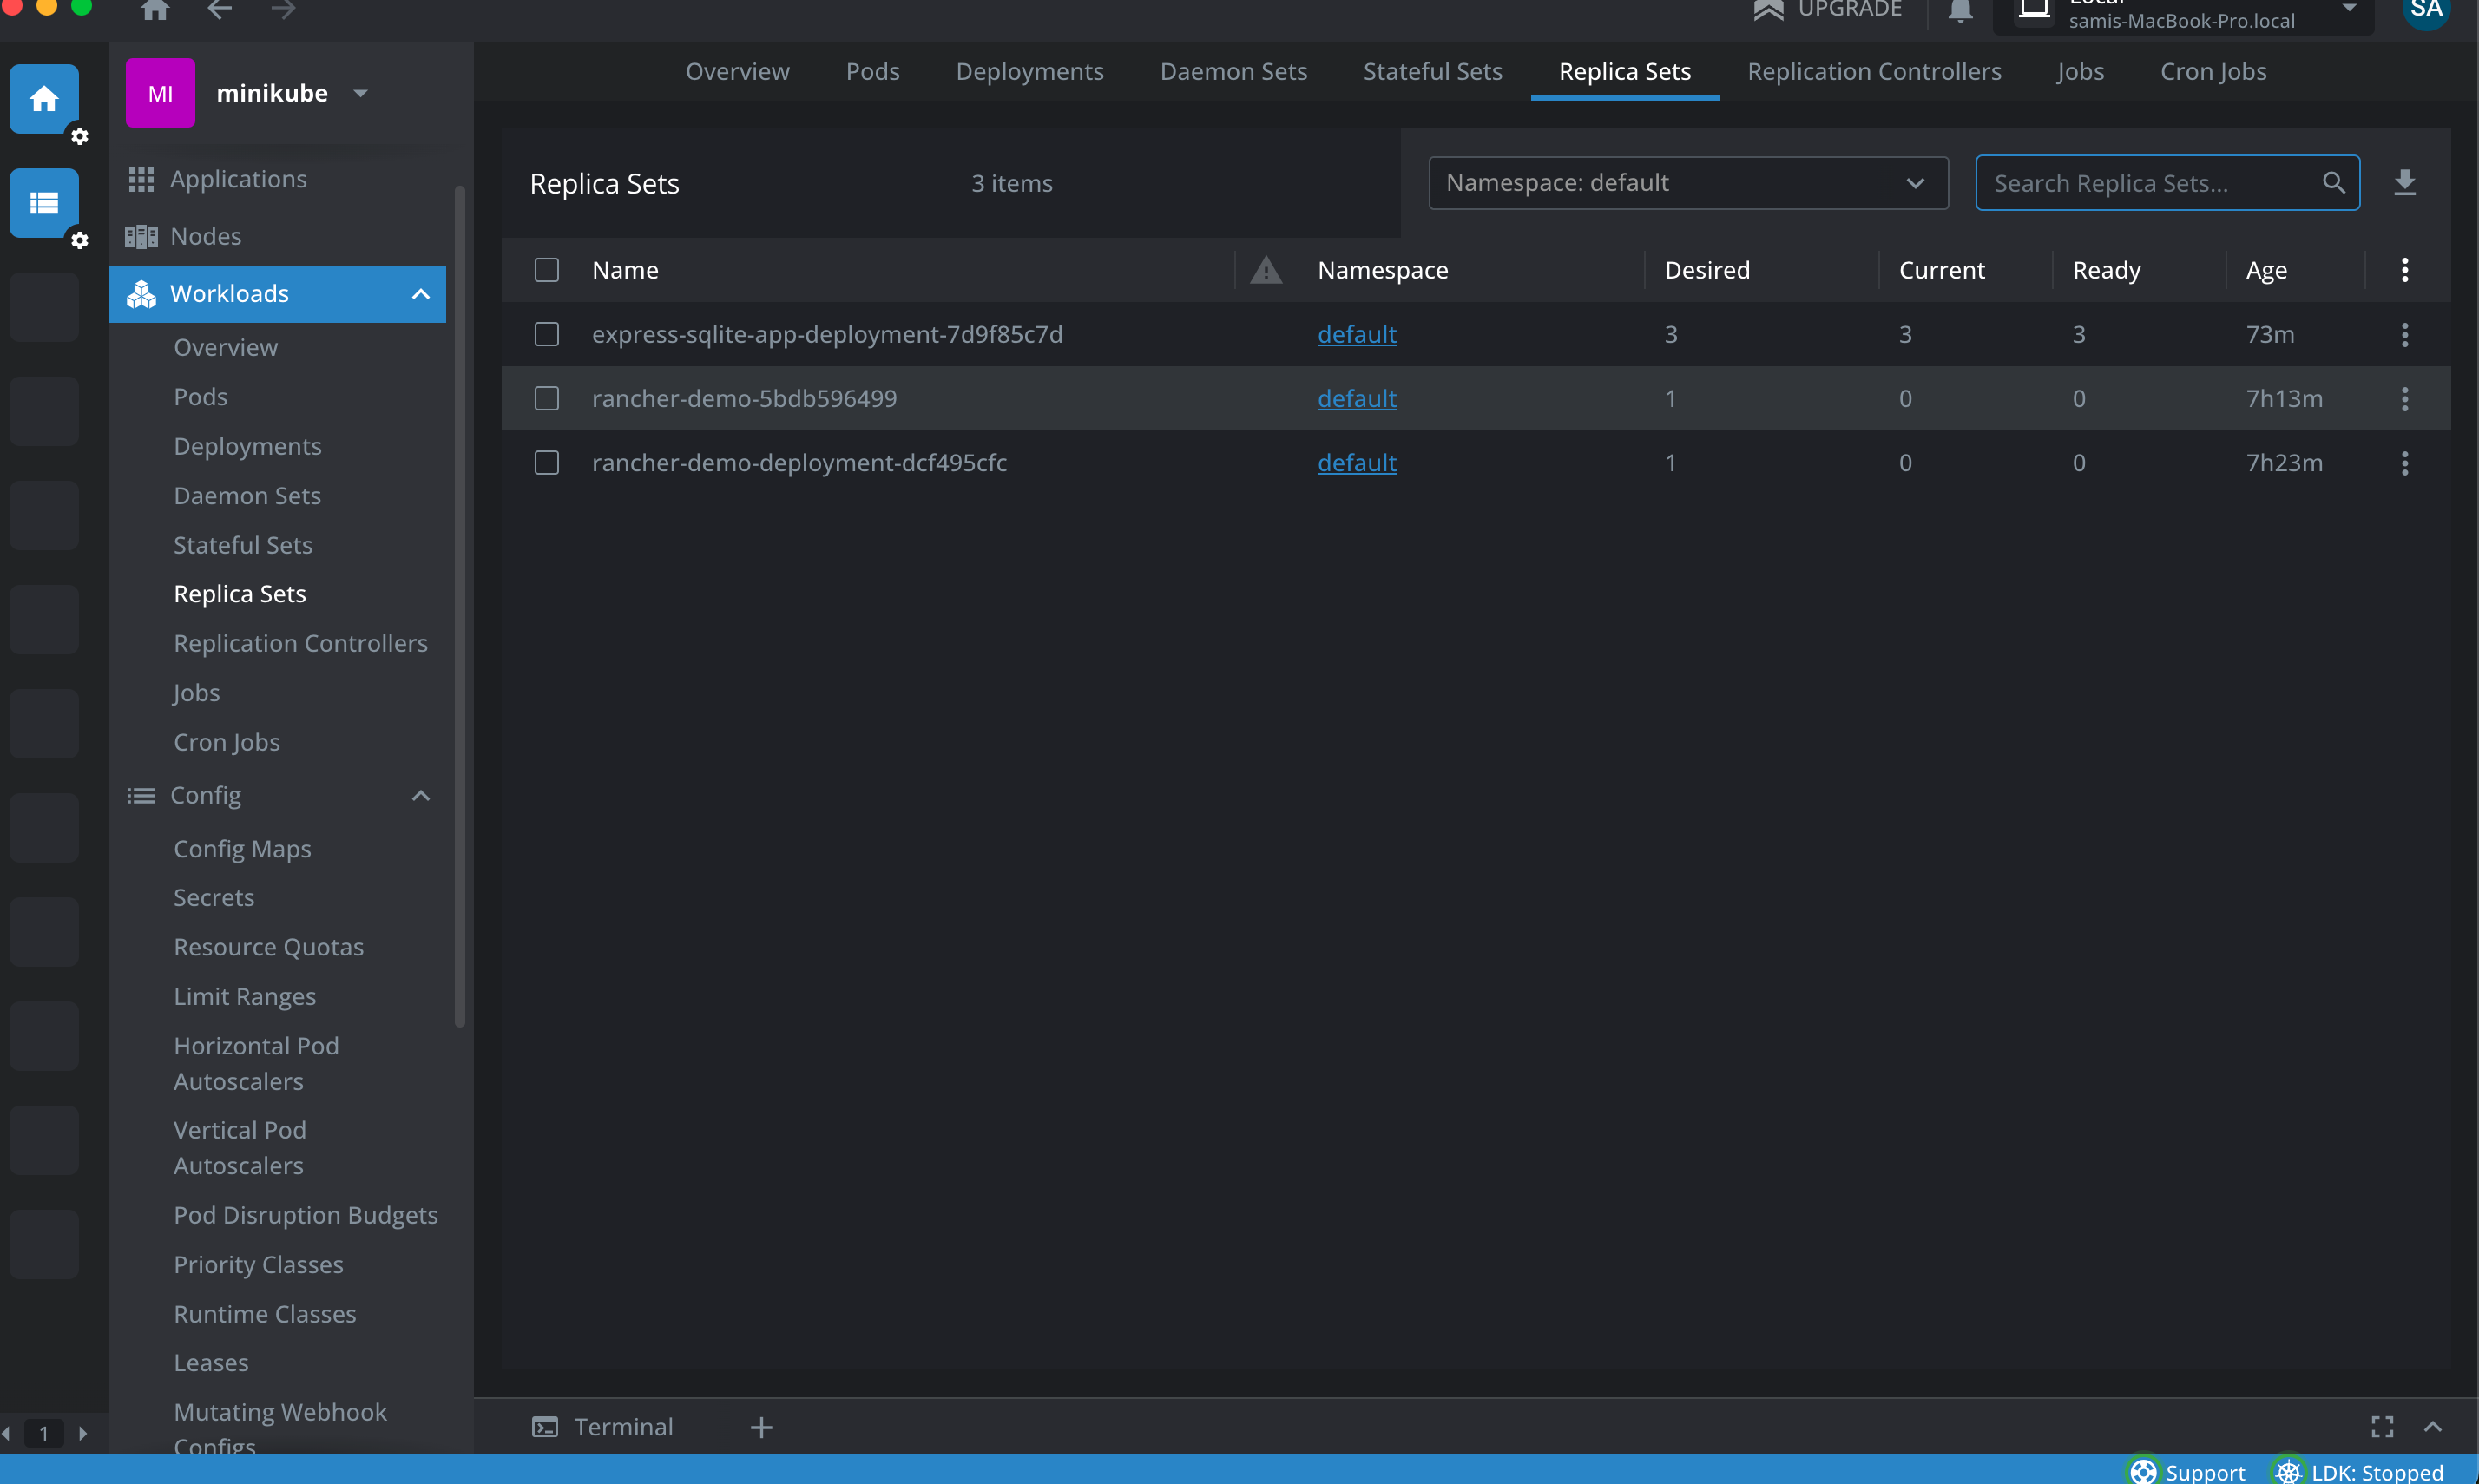 UPGRADE
Local
samis-MacBook-Pro.local
SA
MI
minikube
Overview
Pods
Deployments
Daemon Sets
Stateful Sets
Replica Sets
Replication Controllers
Jobs
Cron Jobs
Applications
Nodes
Workloads
Overview
Pods
Deployments
Daemon Sets
Stateful Sets
Replica Sets
Replication Controllers
Jobs
Cron Jobs
Config
Config Maps
Secrets
Resource Quotas
Limit Ranges
Horizontal Pod
Autoscalers
Vertical Pod
Autoscalers
Pod Disruption Budgets
Priority Classes
Runtime Classes
Leases
Mutating Webhook
Configs
1
Replica Sets
3 items
Namespace: default
Search Replica Sets...
Name Namespace Desired Current Ready Age
express-sqlite-app-deployment-7d9f85c7d default 3 3 3 73m
rancher-demo-5bdb596499 default 1 0 0 7h13m
rancher-demo-deployment-dcf495cfc default 1 0 0 7h23m
Terminal
Support
LDK: Stopped